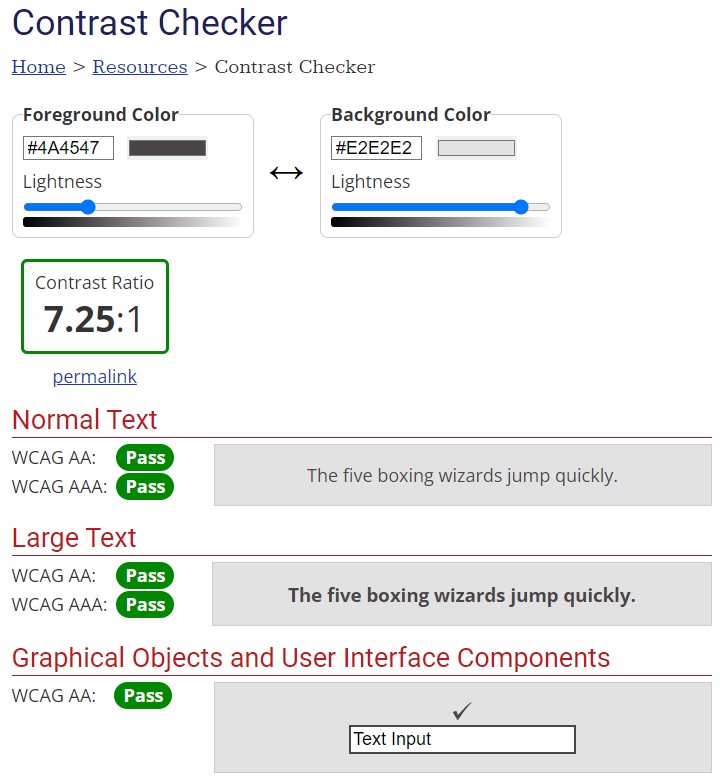 Contrast Checker
Home > Resources > Contrast Checker
Foreground Color
#4A4547
Lightness
Background Color
#E2E2E2
Lightness
Contrast Ratio
7.25:1
permalink
Normal Text
WCAG AA: Pass
WCAG AAA: Pass
The five boxing wizards jump quickly.
Large Text
WCAG AA: Pass
WCAG AAA: Pass
The five boxing wizards jump quickly.
Graphical Objects and User Interface Components
WCAG AA: Pass
✓
Text Input